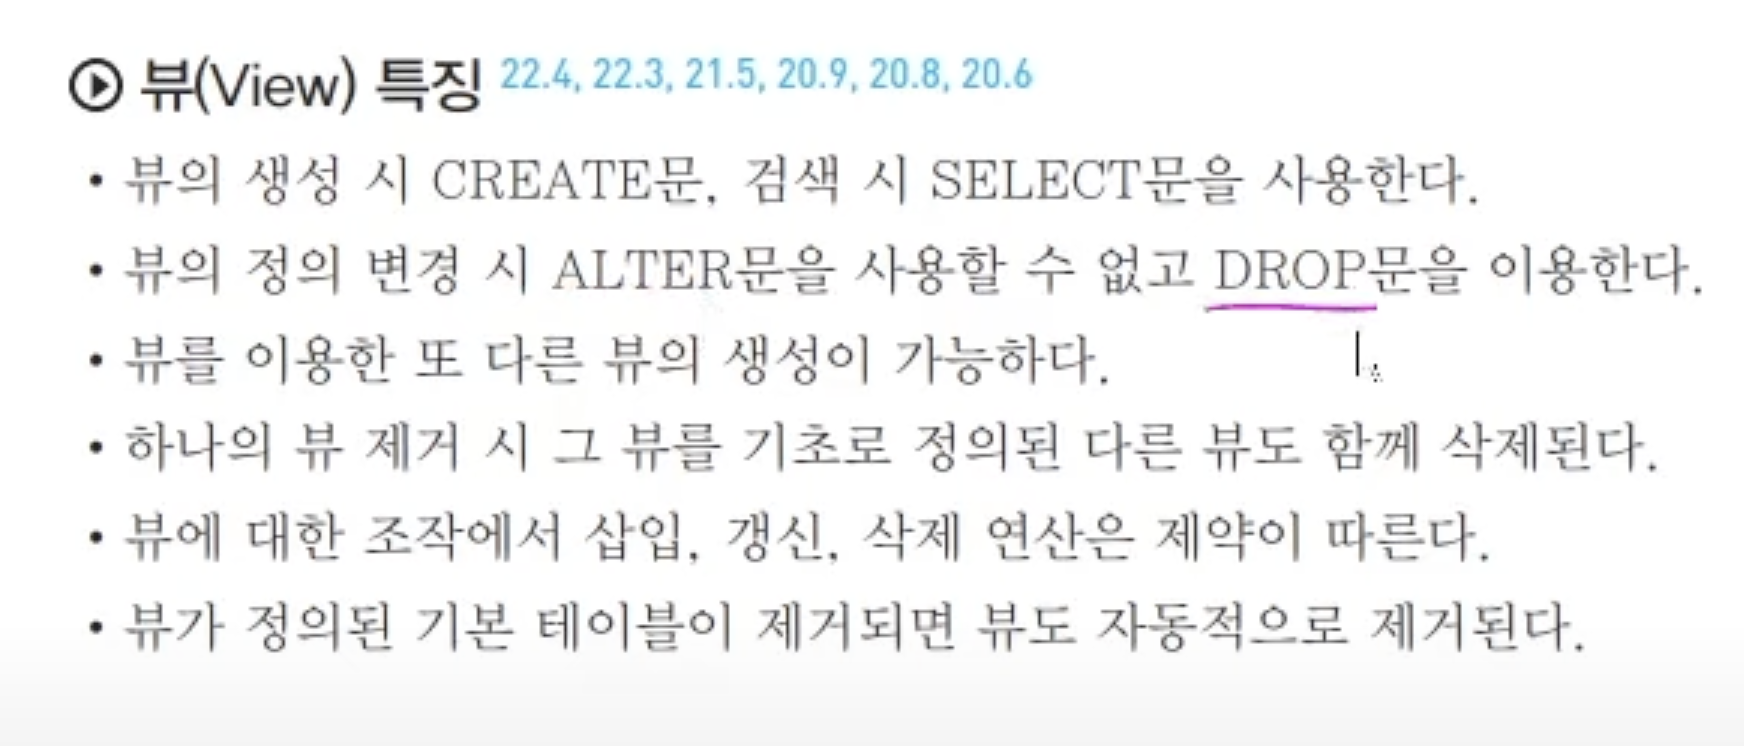 뷰(View) 특징 22.4, 22.3, 21.5, 20.9, 20.8, 20.6
• 뷰의 생성 시 CREATE문, 검색 시 SELECT문을 사용한다.
• 뷰의 정의 변경 시 ALTER문을 사용할 수 없고 DROP문을 이용한다.
• 뷰를 이용한 또 다른 뷰의 생성이 가능하다.
• 하나의 뷰 제거 시 그 뷰를 기초로 정의된 다른 뷰도 함께 삭제된다.
• 뷰에 대한 조작에서 삽입, 갱신, 삭제 연산은 제약이 따른다.
• 뷰가 정의된 기본 테이블이 제거되면 뷰도 자동적으로 제거된다.